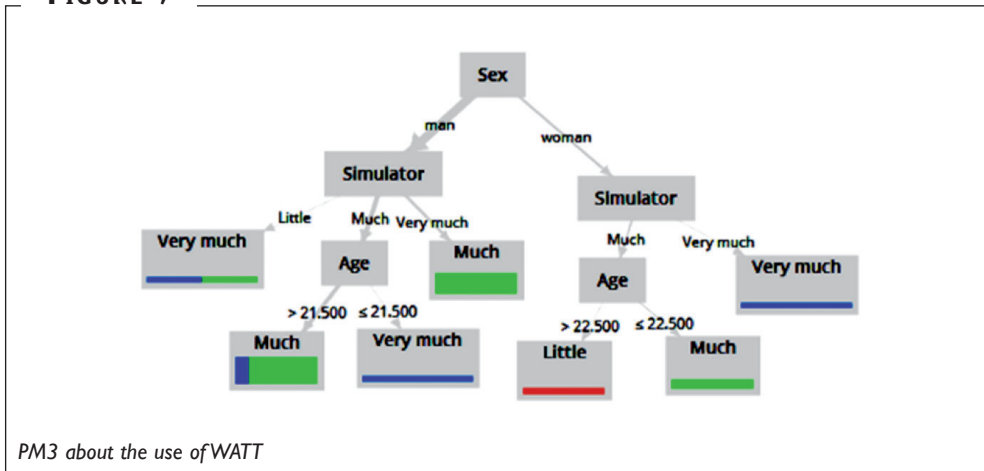 FIGURE 7
Sex
man
woman
Simulator
Simulator
Little
Much
Very much
Much
Very much
Very much
Age
Much
Age
Very much
> 21.500
≤ 21.500
> 22.500
≤ 22.500
Much
Very much
Little
Much
PM3 about the use of WATT